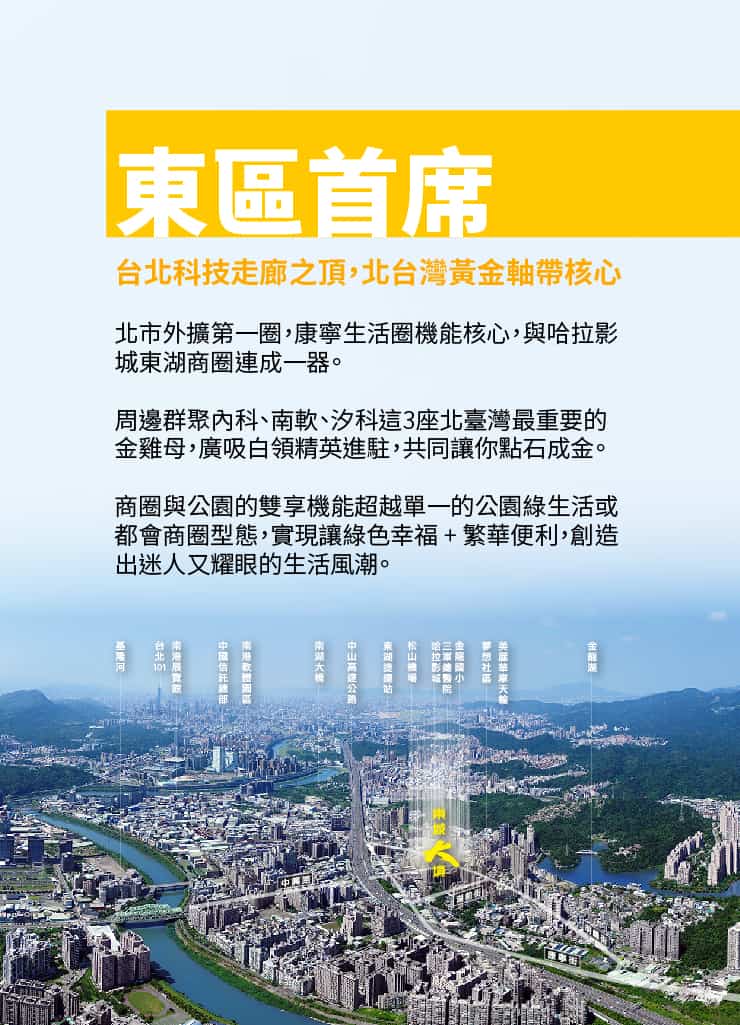 東區首席
台北科技走廊之頂，北台灣黃金軸帶核心
北市外擴第一圈，康寧生活圈機能核心，與哈拉影
城東湖商圈連成一器。
周邊群聚內科、南軟、汐科這3座北臺灣最重要的
金雞母，廣吸白領精英進駐，共同讓你點石成金。
商圈與公園的雙享機能超越單一的公園綠生活或
都會商圈型態，實現讓綠色幸福 + 繁華便利，創造
出迷人又耀眼的生活風潮。
基隆河
台北101
南港展覽館
中國信託總部
南港軟體園區
南湖大橋
中山高速公路
東湖捷運站
松山機場
哈拉影城
三軍總醫院
金龍國小
夢想社區
美麗華摩天輪
金龍湖
東城大境